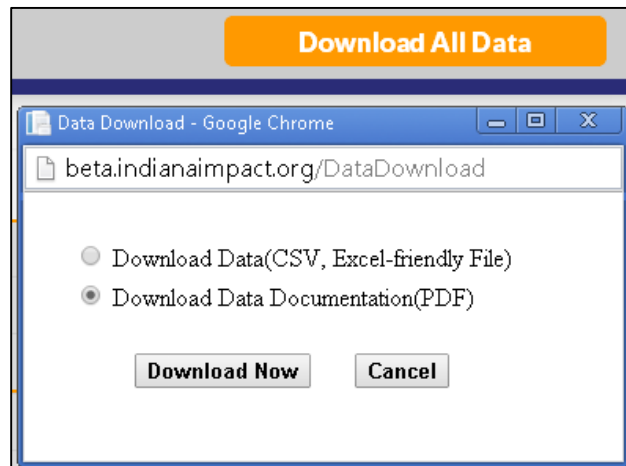 Download All Data
Data Download - Google Chrome
beta.indianaimpact.org/DataDownload
Download Data(CSV, Excel-friendly File)
Download Data Documentation(PDF)
Download Now Cancel